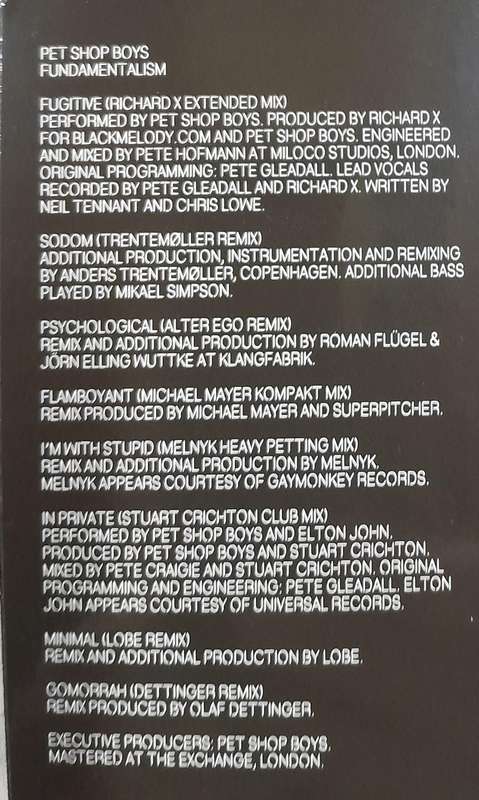 PET SHOP BOYS
FUNDAMENTALISM
FUGITIVE (RICHARD X EXTENDED MIX)
PERFORMED BY PET SHOP BOYS. PRODUCED BY RICHARD X
FOR BLACKMELODY.COM AND PET SHOP BOYS. ENGINEERED
AND MIXED BY PETE HOFMANN AT MILOCO STUDIOS, LONDON.
ORIGINAL PROGRAMMING: PETE GLEADALL. LEAD VOCALS
RECORDED BY PETE GLEADALL AND RICHARD X. WRITTEN BY
NEIL TENNANT AND CHRIS LOWE.
SODOM (TRENTEMØLLER REMIX)
ADDITIONAL PRODUCTION, INSTRUMENTATION AND REMIXING
BY ANDERS TRENTEMØLLER, COPENHAGEN. ADDITIONAL BASS
PLAYED BY MIKAEL SIMPSON.
PSYCHOLOGICAL (ALTER EGO REMIX)
REMIX AND ADDITIONAL PRODUCTION BY ROMAN FLÜGEL &
JÖRN ELLING WUTTKE AT KLANGFABRIK.
FLAMBOYANT (MICHAEL MAYER KOMPAKT MIX)
REMIX PRODUCED BY MICHAEL MAYER AND SUPERPITCHER.
I'M WITH STUPID (MELNYK HEAVY PETTING MIX)
REMIX AND ADDITIONAL PRODUCTION BY MELNYK.
MELNYK APPEARS COURTESY OF GAYMONKEY RECORDS.
IN PRIVATE (STUART CRICHTON CLUB MIX)
PERFORMED BY PET SHOP BOYS AND ELTON JOHN.
PRODUCED BY PET SHOP BOYS AND STUART CRICHTON.
MIXED BY PETE CRAIGIE AND STUART CRICHTON. ORIGINAL
PROGRAMMING AND ENGINEERING: PETE GLEADALL. ELTON
JOHN APPEARS COURTESY OF UNIVERSAL RECORDS.
MINIMAL (LOBE REMIX)
REMIX AND ADDITIONAL PRODUCTION BY LOBE.
GOMORRAH (DETTINGER REMIX)
REMIX PRODUCED BY OLAF DETTINGER.
EXECUTIVE PRODUCERS: PET SHOP BOYS.
MASTERED AT THE EXCHANGE, LONDON.